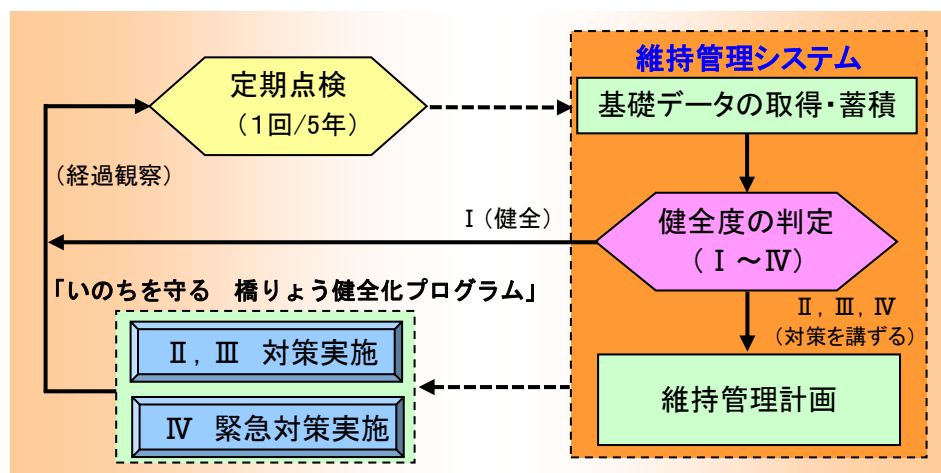 維持管理システム
定期点検
（1回/5年）
基礎データの取得・蓄積
（経過観察）
Ⅰ（健全）
健全度の判定
（Ⅰ～Ⅳ）
「いのちを守る　橋りょう健全化プログラム」
Ⅱ，Ⅲ，Ⅳ
（対策を講ずる）
Ⅱ，Ⅲ 対策実施
維持管理計画
Ⅳ 緊急対策実施